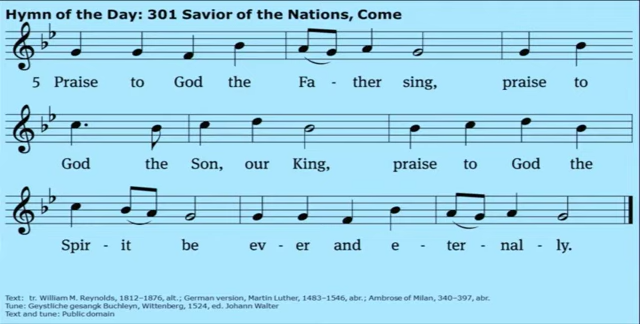 Hymn of the Day: 301 Savior of the Nations, Come
5 Praise to God the Fa - ther sing, praise to
God the Son, our King, praise to God the
Spir - it be ev - er and e - ter - nal - ly.
Text: tr. William M. Reynolds, 1812–1876, alt.; German version, Martin Luther, 1483–1546, abr.; Ambrose of Milan, 340–397, abr.
Tune: Geystliche gesangk Buchleyn, Wittenberg, 1524, ed. Johann Walter
Text and tune: Public domain